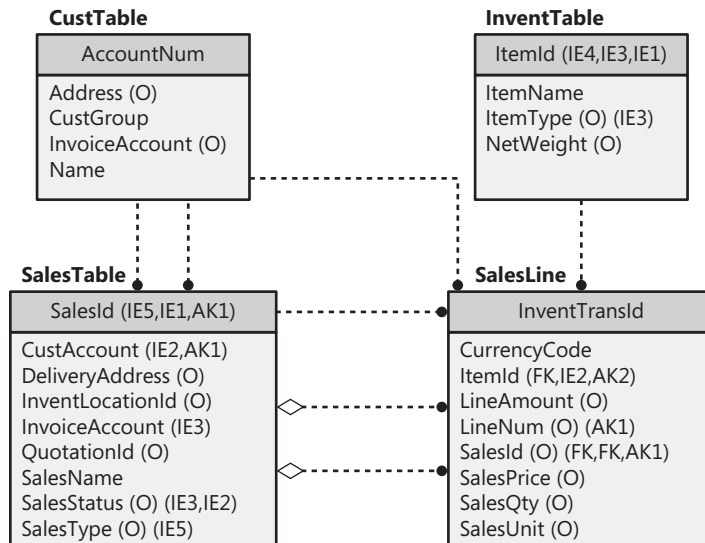 CustTable
AccountNum
Address (O)
CustGroup
InvoiceAccount (O)
Name
InventTable
ItemId (IE4,IE3,IE1)
ItemName
ItemType (O) (IE3)
NetWeight (O)
SalesTable
SalesId (IE5,IE1,AK1)
CustAccount (IE2,AK1)
DeliveryAddress (O)
InventLocationId (O)
InvoiceAccount (IE3)
QuotationId (O)
SalesName
SalesStatus (O) (IE3,IE2)
SalesType (O) (IE5)
SalesLine
InventTransId
CurrencyCode
ItemId (FK,IE2,AK2)
LineAmount (O)
LineNum (O) (AK1)
SalesId (O) (FK,FK,AK1)
SalesPrice (O)
SalesQty (O)
SalesUnit (O)